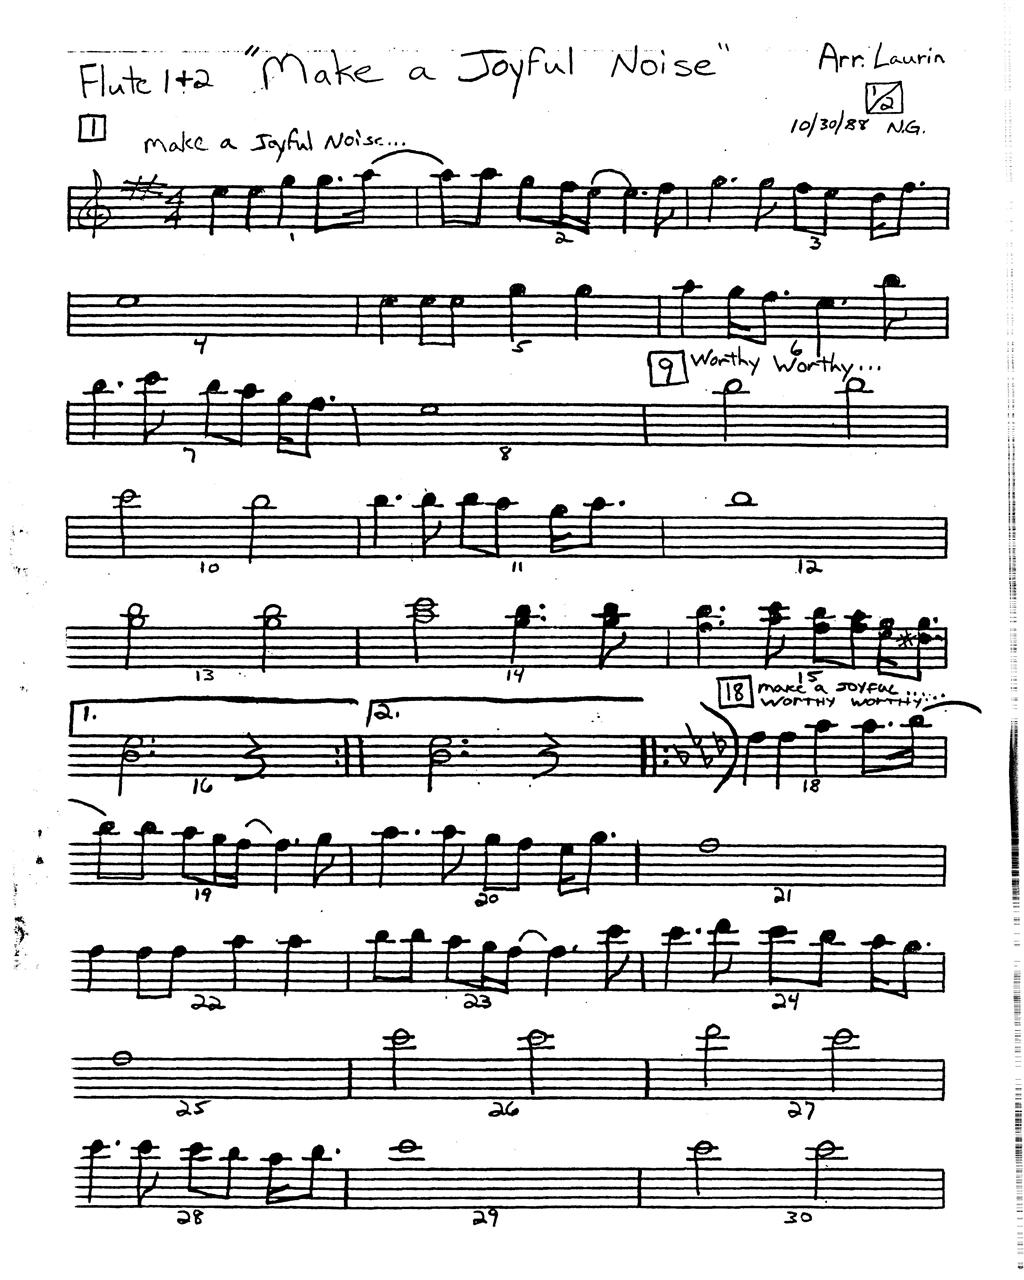 Flute 1+2 "Make a Joyful Noise" Arr. Laurin
1/2
10/30/88 N.G.
1
make a Joyful Noise...
4
4
1 2 3
4 5 6
9 Worthy Worthy...
7 8
10 11 12
13 14 15
18 make a Joyful......
Worthy Worthy
1. 2.
16 18
19 20 21
22 23 24
25 26 27
28 29 30